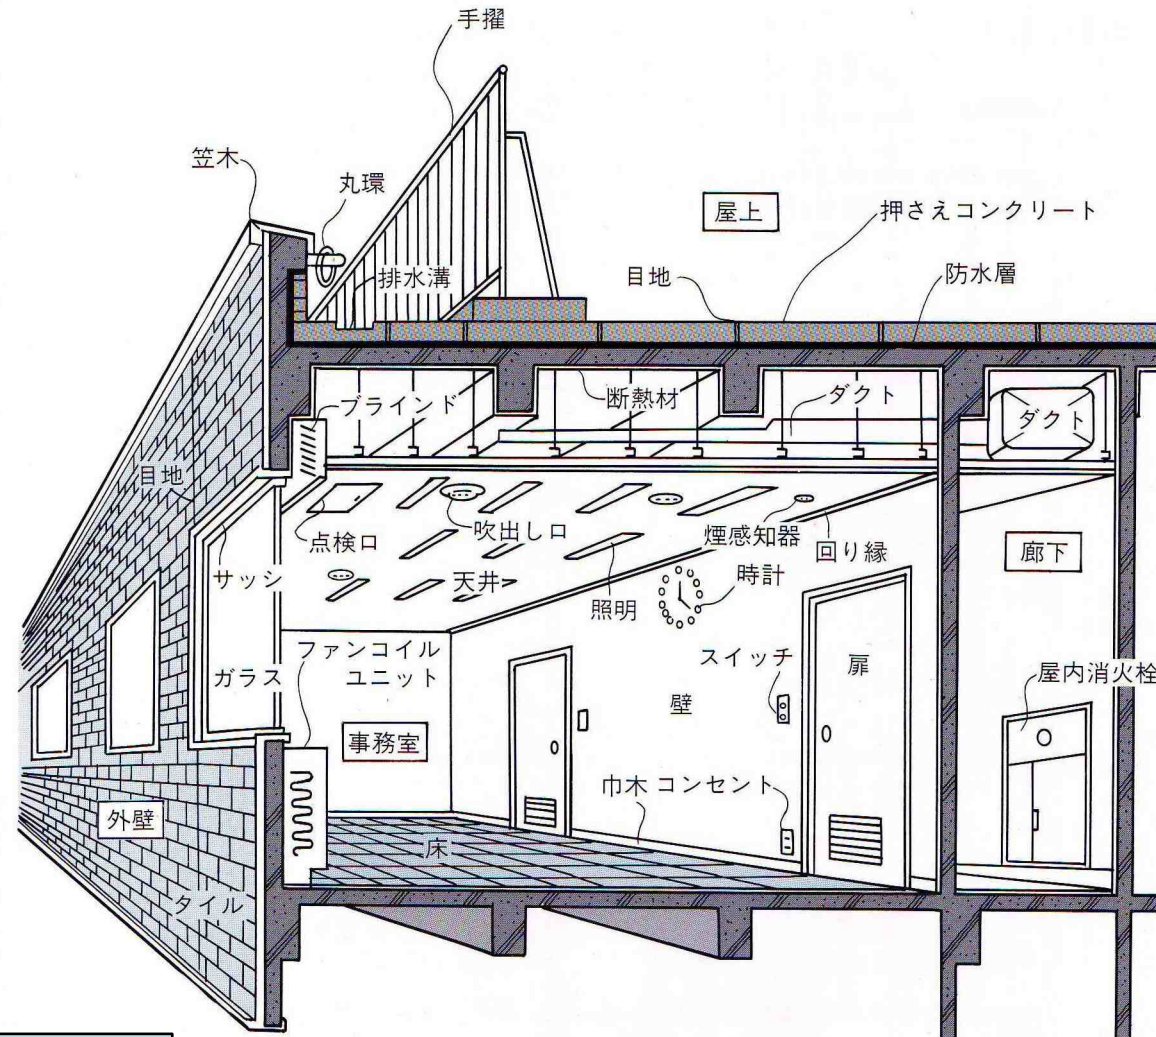 手擢
笠木
丸環
屋上
押さえコンクリート
排水溝
目地
防水層
ブラインド
断熱材
ダクト
ダクト
目地
点検口
吹出し口
煙感知器
回り縁
廊下
サッシ
天井
照明
時計
ファンコイル
ユニット
スイッチ
扉
ガラス
壁
屋内消火栓
事務室
巾木
コンセント
外壁
床
タイル